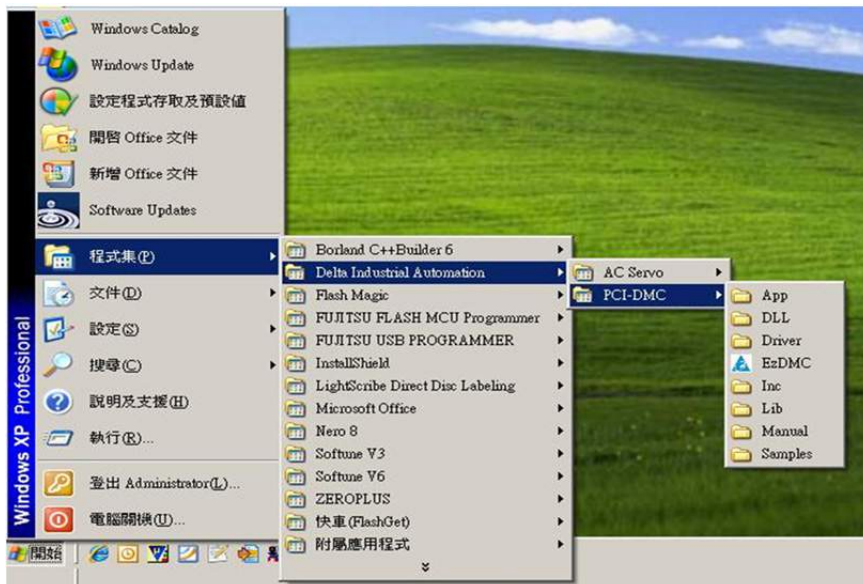 Windows Catalog
Windows Update
設定程式存取及預設値
開啓 Office 文件
新增 Office 文件
Software Updates
程式集(P)
文件(D)
設定(S)
搜尋(C)
說明及支援(H)
執行(R)...
登出 Administrator(L)...
電腦關機(U)...
Windows XP Professional
開始
Borland C++Builder 6
Delta Industrial Automation
Flash Magic
FUJITSU FLASH MCU Programmer
FUJITSU USB PROGRAMMER
InstallShield
LightScribe Direct Disc Labeling
Microsoft Office
Nero 8
Softune V3
Softune V6
ZEROPLUS
快車(FlashGet)
附屬應用程式
AC Servo
PCI-DMC
App
DLL
Driver
EzDMC
Inc
Lib
Manual
Samples